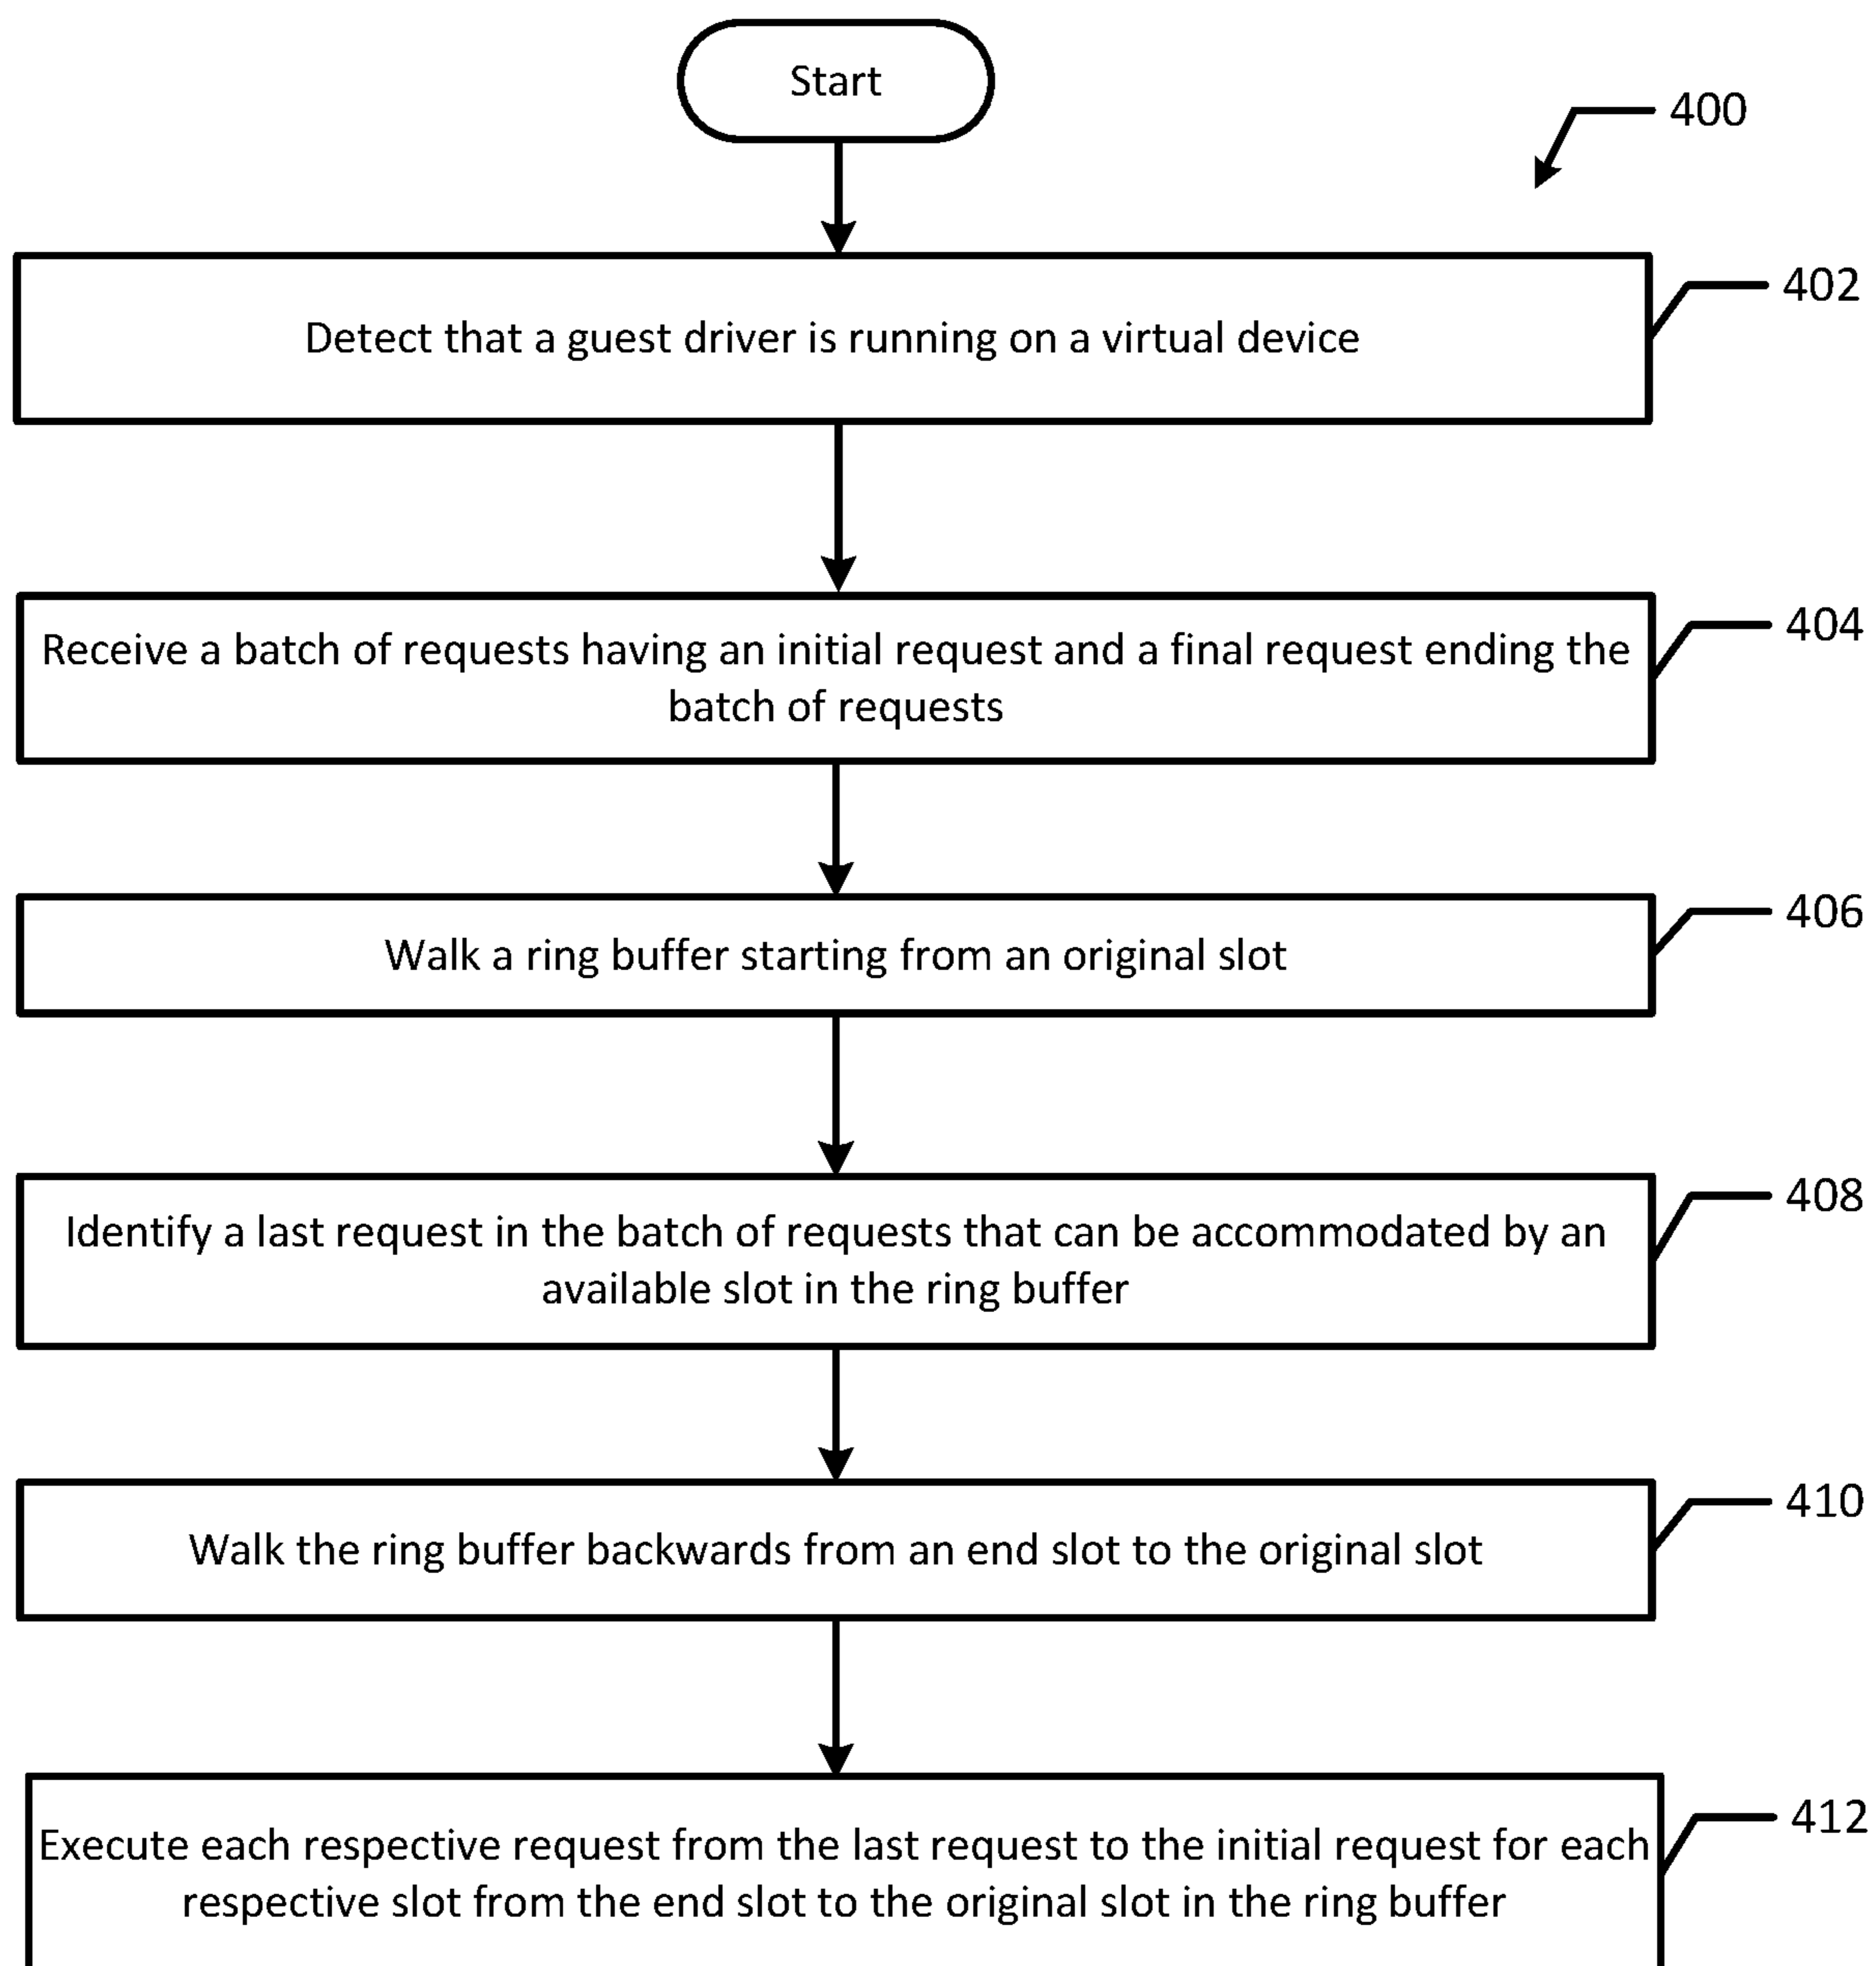 Start
400
402
Detect that a guest driver is running on a virtual device
404
Receive a batch of requests having an initial request and a final request ending the
batch of requests
406
Walk a ring buffer starting from an original slot
408
Identify a last request in the batch of requests that can be accommodated by an
available slot in the ring buffer
410
Walk the ring buffer backwards from an end slot to the original slot
412
Execute each respective request from the last request to the initial request for each
respective slot from the end slot to the original slot in the ring buffer